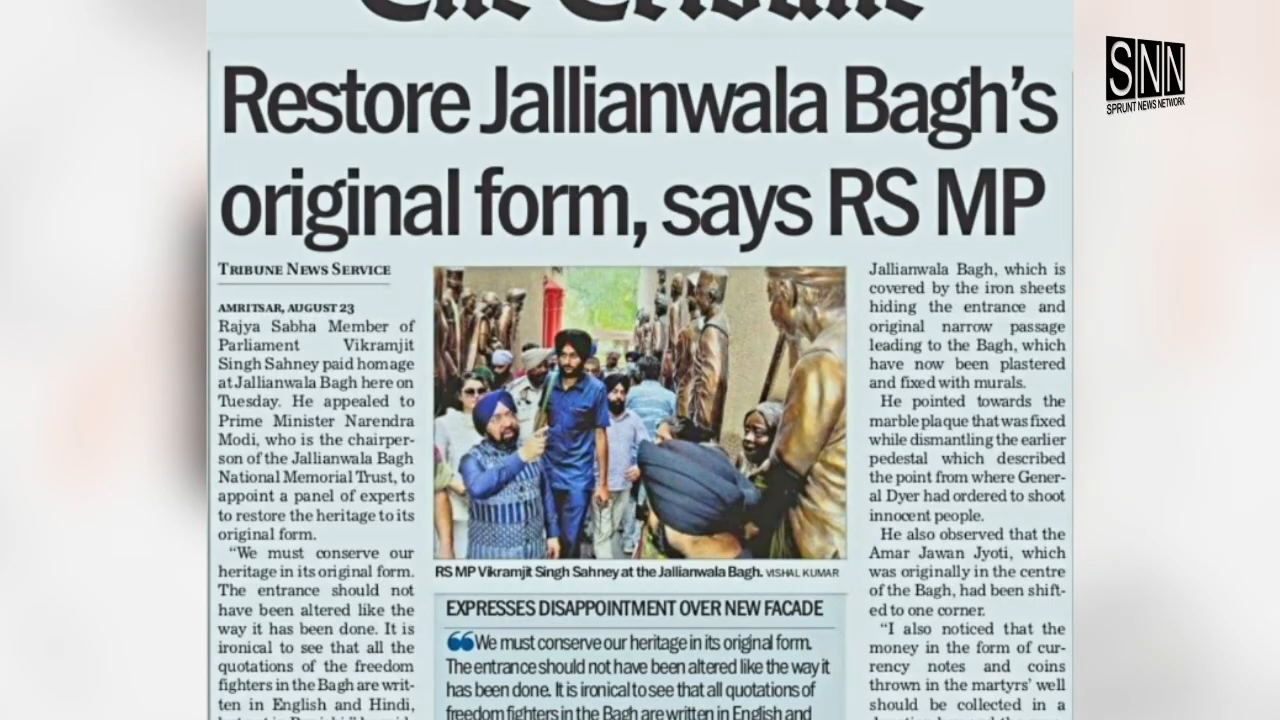 The Tribune
SNN
SPRUNT NEWS NETWORK
Restore Jallianwala Bagh's
original form, says RS MP
TRIBUNE NEWS SERVICE
AMRITSAR, AUGUST 23
Rajya Sabha Member of
Parliament Vikramjit
Singh Sahney paid homage
at Jallianwala Bagh here on
Tuesday. He appealed to
Prime Minister Narendra
Modi, who is the chairper-
son of the Jallianwala Bagh
National Memorial Trust, to
appoint a panel of experts
to restore the heritage to its
original form.
"We must conserve our
heritage in its original form.
The entrance should not
have been altered like the
way it has been done. It is
ironical to see that all the
quotations of the freedom
fighters in the Bagh are writ-
ten in English and Hindi,
RS MP Vikramjit Singh Sahney at the Jallianwala Bagh. VISHAL KUMAR
EXPRESSES DISAPPOINTMENT OVER NEW FACADE
“We must conserve our heritage in its original form.
The entrance should not have been altered like the way it
has been done. It is ironical to see that all quotations of
freedom fighters in the Bagh are written in English and
Jallianwala Bagh, which is
covered by the iron sheets
hiding the entrance and
original narrow passage
leading to the Bagh, which
have now been plastered
and fixed with murals.
He pointed towards the
marble plaque that was fixed
while dismantling the earlier
pedestal which described
the point from where Gener-
al Dyer had ordered to shoot
innocent people.
He also observed that the
Amar Jawan Jyoti, which
was originally in the centre
of the Bagh, had been shift-
ed to one corner.
"I also noticed that the
money in the form of cur-
rency notes and coins
thrown in the martyrs' well
should be collected in a